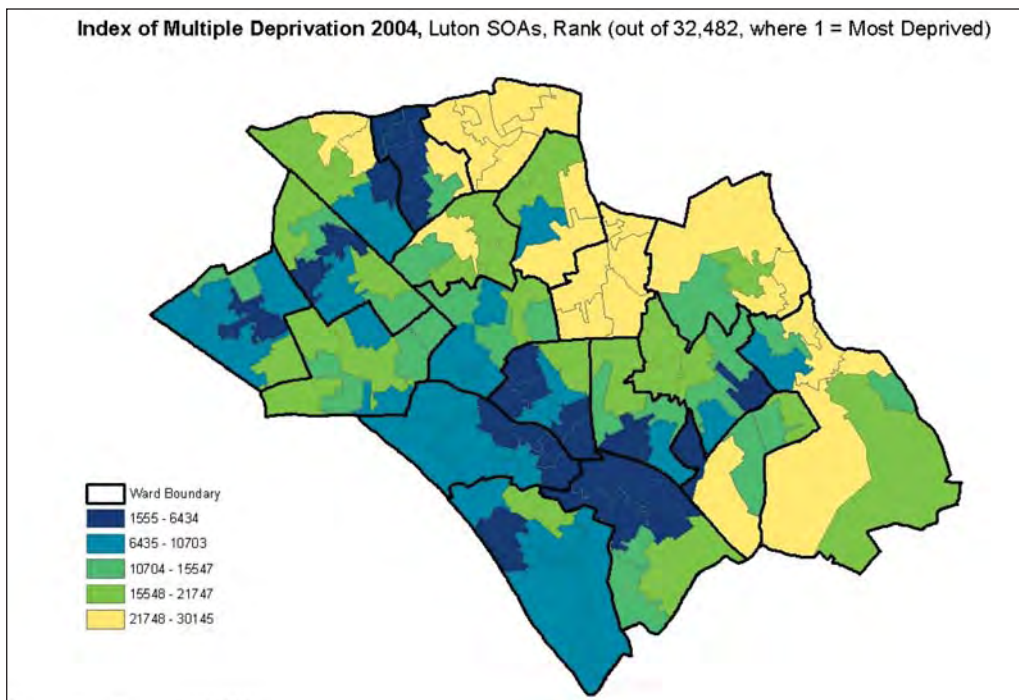 Index of Multiple Deprivation 2004, Luton SOAs, Rank (out of 32,482, where 1 = Most Deprived)
Ward Boundary
1555 - 6434
6435 - 10703
10704 - 15547
15548 - 21747
21748 - 30145